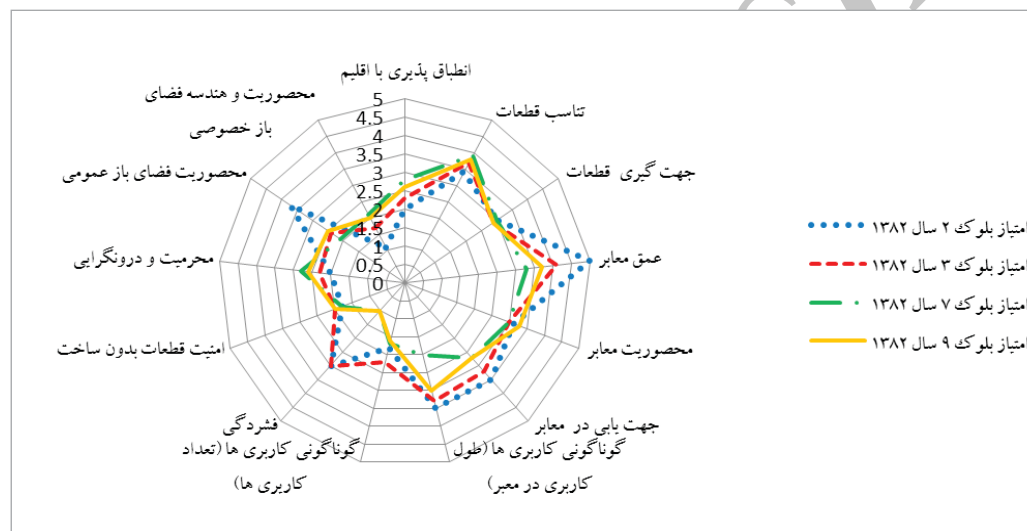 انطباق پذیری با اقلیم
تناسب قطعات
جهت گیری قطعات
عمق معابر
محصوریت معابر
جهت یابی در معابر
گوناگونی کاربری ها (طول
کاربری در معبر)
گوناگونی کاربری ها (تعداد
کاربری ها)
فشردگی
امنیت قطعات بدون ساخت
محرمیت و درونگرایی
محصوریت فضای باز عمومی
محصوریت و هندسه فضای
باز خصوصی
5
4.5
4
3.5
3
2.5
2
1.5
1
0.5
0
امتیاز بلوک ۲ سال ۱۳۸۲
امتیاز بلوک ۳ سال ۱۳۸۲
امتیاز بلوک ۷ سال ۱۳۸۲
امتیاز بلوک ۹ سال ۱۳۸۲